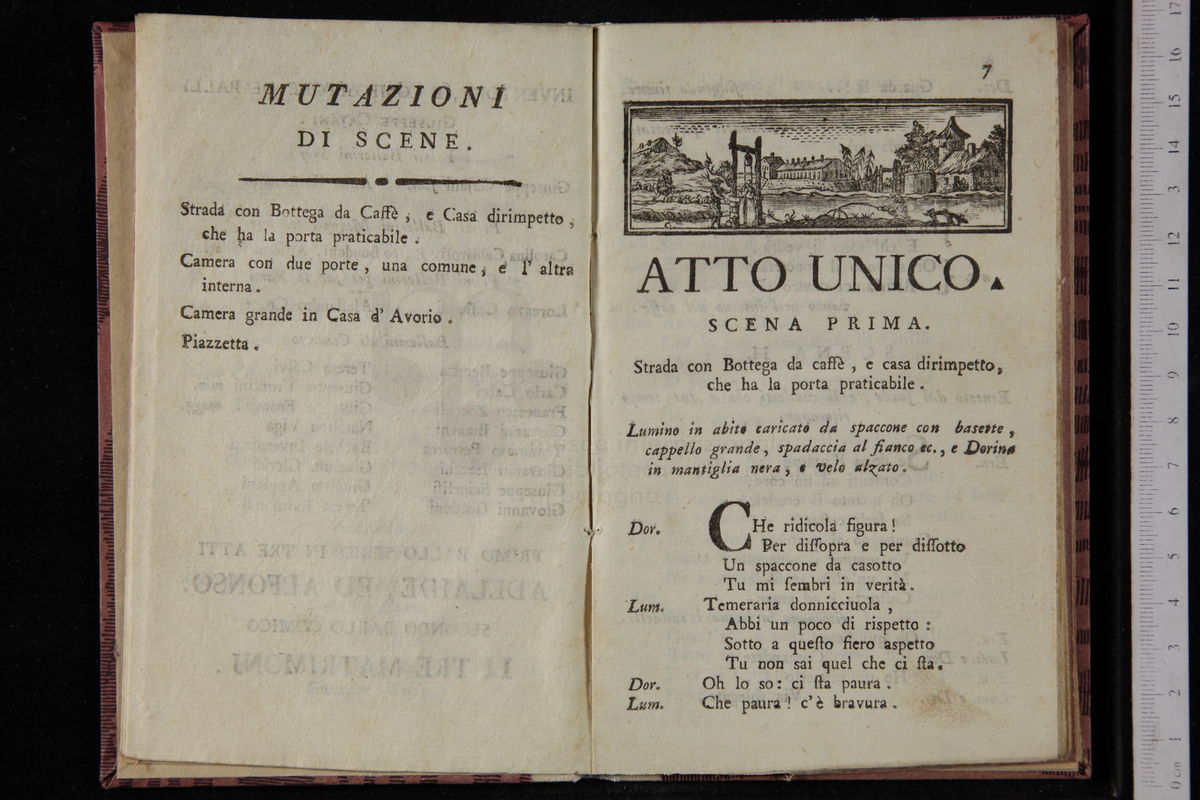 MUTAZIONI
DI SCENE.
Strada con Bottega da Caffè, e Casa dirimpetto,
che ha la porta praticabile.
Camera con due porte, una comune, e l' altra
interna.
Camera grande in Casa d' Avorio.
Piazzetta.
7
ATTO UNICO.
SCENA PRIMA.
Strada con Bottega da caffè, e casa dirimpetto,
che ha la porta praticabile.
Lumino in abito caricato da spaccone con basette,
cappello grande, spadaccia al fianco ec., e Dorina
in mantiglia nera, e velo alzato.
Dor. CHe ridicola figura!
Per diſſopra e per diſſotto
Un spaccone da casotto
Tu mi ſembri in verità.
Lum. Temeraria donnicciuola,
Abbi un poco di rispetto:
Sotto a queſto fiero aspetto
Tu non sai quel che ci ſta.
Dor. Oh lo so: ci ſta paura.
Lum. Che paura! c'è bravura.